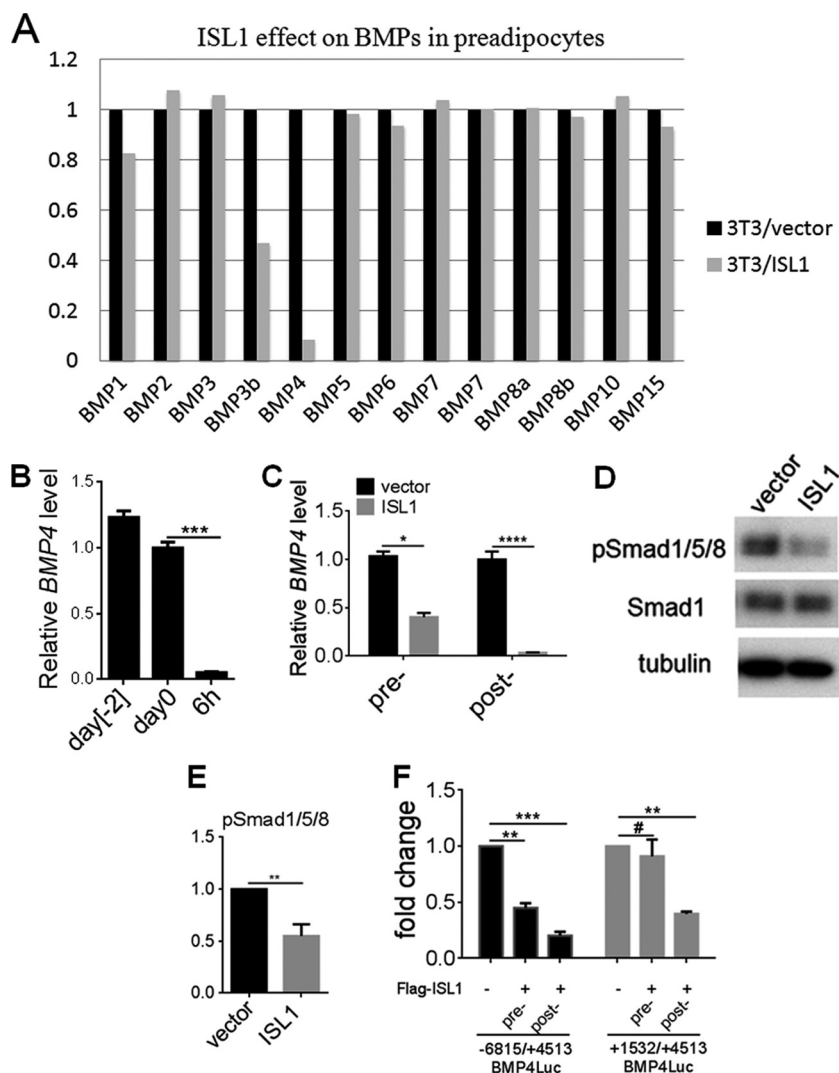 A
ISL1 effect on BMPs in preadipocytes
1.2
1
0.8
0.6
0.4
0.2
0
BMP1 BMP2 BMP3 BMP3b BMP4 BMP5 BMP6 BMP7 BMP7 BMP8a BMP8b BMP10 BMP15
3T3/vector
3T3/ISL1
B
Relative BMP4 level
1.5
1.0
0.5
0.0
***
day[-2] day0 6h
C
vector
ISL1
Relative BMP4 level
1.5
1.0
0.5
0.0
* ****
pre- post-
D
vector ISL1
pSmad1/5/8
Smad1
tubulin
E
pSmad1/5/8
1.5
1.0
0.5
0.0
**
vector ISL1
F
fold change
1.5
1.0
0.5
0.0
*** **
** #
Flag-ISL1 - + + - + +
pre- post- pre- post-
-6815/+4513 +1532/+4513
BMP4Luc BMP4Luc